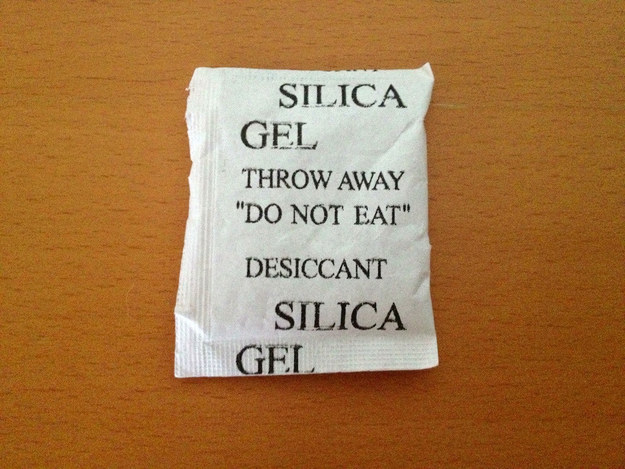 SILICA
GEL
THROW AWAY
"DO NOT EAT"
DESICCANT
SILICA
GEL